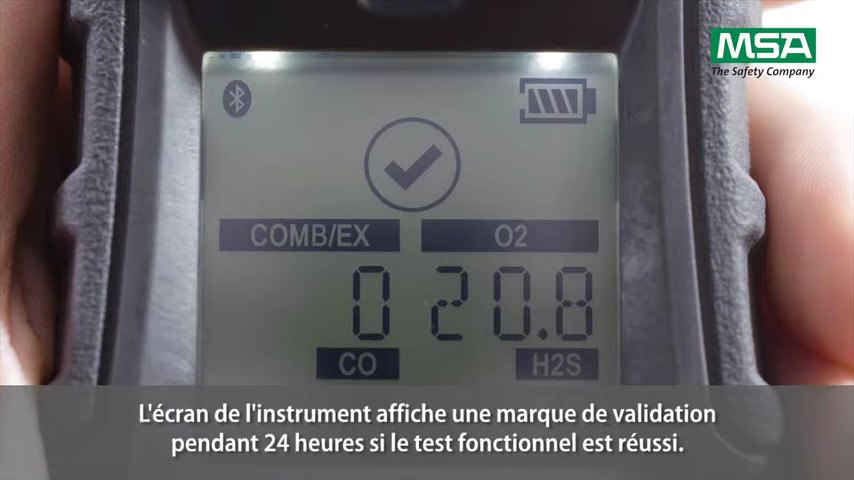 MSA
The Safety Company
COMB/EX O2
0 20.8
CO H2S
L'écran de l'instrument affiche une marque de validation
pendant 24 heures si le test fonctionnel est réussi.